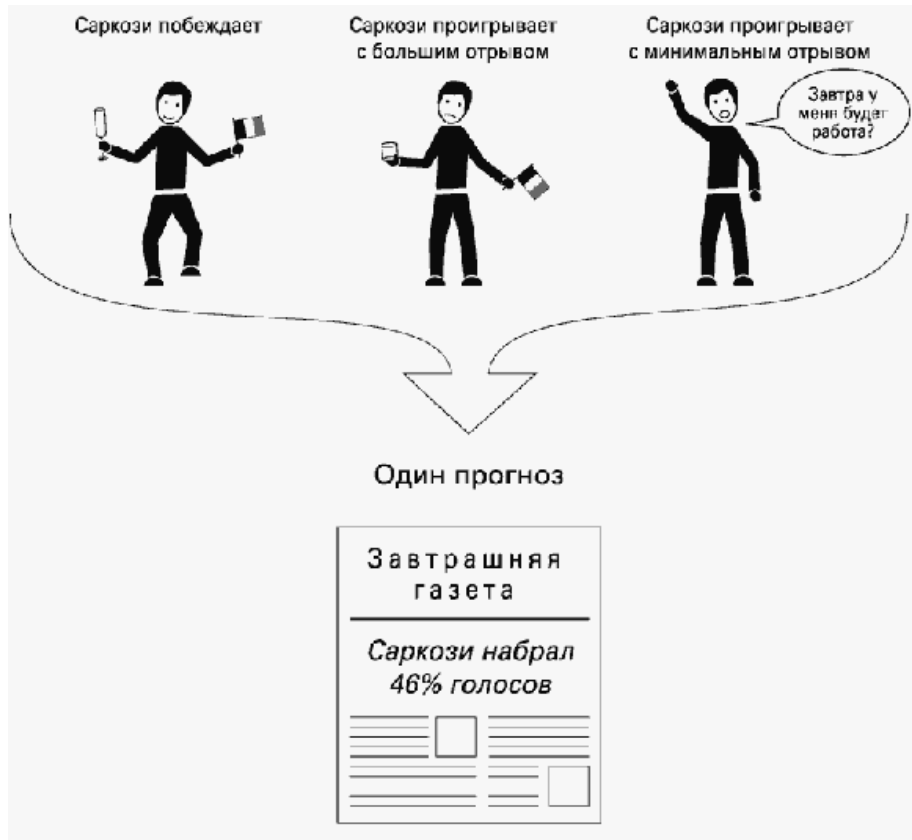 Саркози побеждает
Саркози проигрывает
с большим отрывом
Саркози проигрывает
с минимальным отрывом
Завтра у
меня будет
работа?
Один прогноз
Завтрашняя
газета
Саркози набрал
46% голосов